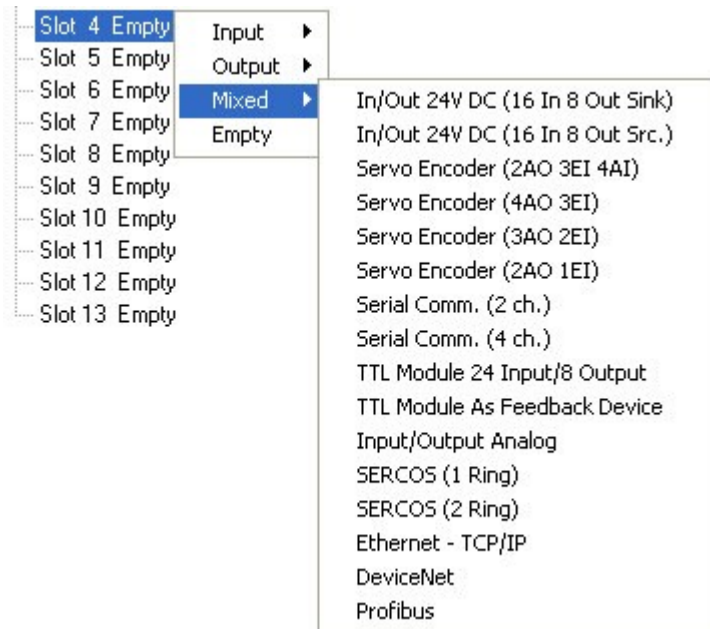 Slot 4 Empty
Slot 5 Empty
Slot 6 Empty
Slot 7 Empty
Slot 8 Empty
Slot 9 Empty
Slot 10 Empty
Slot 11 Empty
Slot 12 Empty
Slot 13 Empty
Input
Output
Mixed
Empty
In/Out 24V DC (16 In 8 Out Sink)
In/Out 24V DC (16 In 8 Out Src.)
Servo Encoder (2AO 3EI 4AI)
Servo Encoder (4AO 3EI)
Servo Encoder (3AO 2EI)
Servo Encoder (2AO 1EI)
Serial Comm. (2 ch.)
Serial Comm. (4 ch.)
TTL Module 24 Input/8 Output
TTL Module As Feedback Device
Input/Output Analog
SERCOS (1 Ring)
SERCOS (2 Ring)
Ethernet - TCP/IP
DeviceNet
Profibus